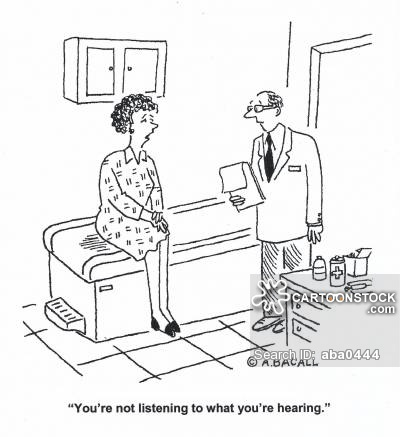 CARTOONSTOCK
.com
Search ID: aba0444
© A.BACALL
"You're not listening to what you're hearing."